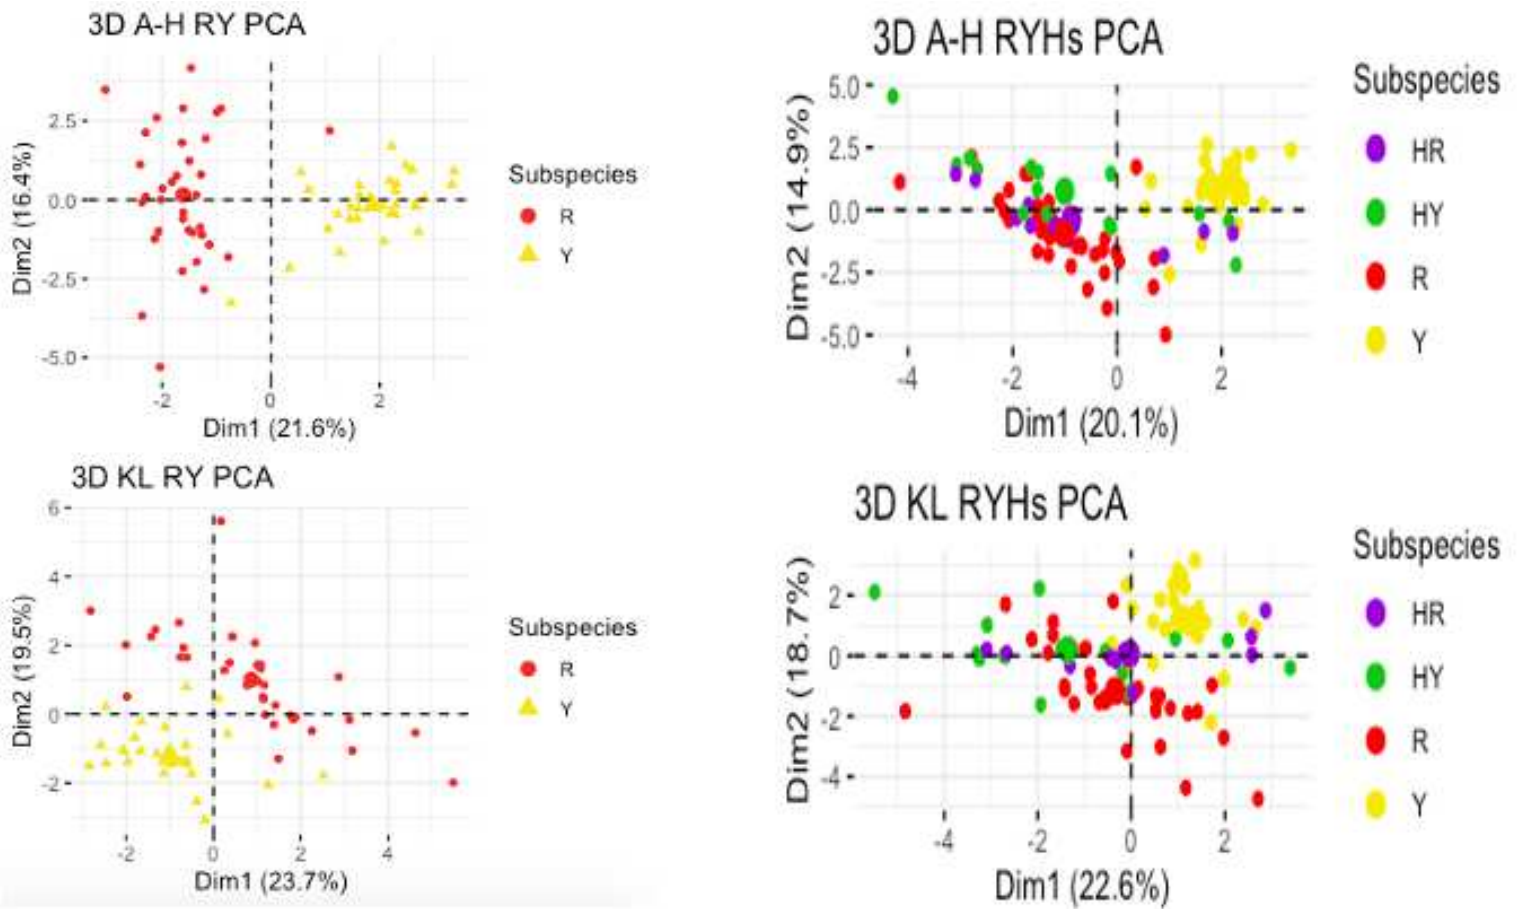 3D A-H RY PCA
2.5
0.0
-2.5
-5.0
Dim2 (16.4%)
-2
0
2
Dim1 (21.6%)
Subspecies
R
Y
3D A-H RYHs PCA
5.0
2.5
0.0
-2.5
-5.0
Dim2 (14.9%)
-4
-2
0
2
Dim1 (20.1%)
Subspecies
HR
HY
R
Y
3D KL RY PCA
6
4
2
0
-2
Dim2 (19.5%)
-2
0
2
4
Dim1 (23.7%)
Subspecies
R
Y
3D KL RYHs PCA
2
0
-2
-4
Dim2 (18.7%)
-4
-2
0
2
Dim1 (22.6%)
Subspecies
HR
HY
R
Y